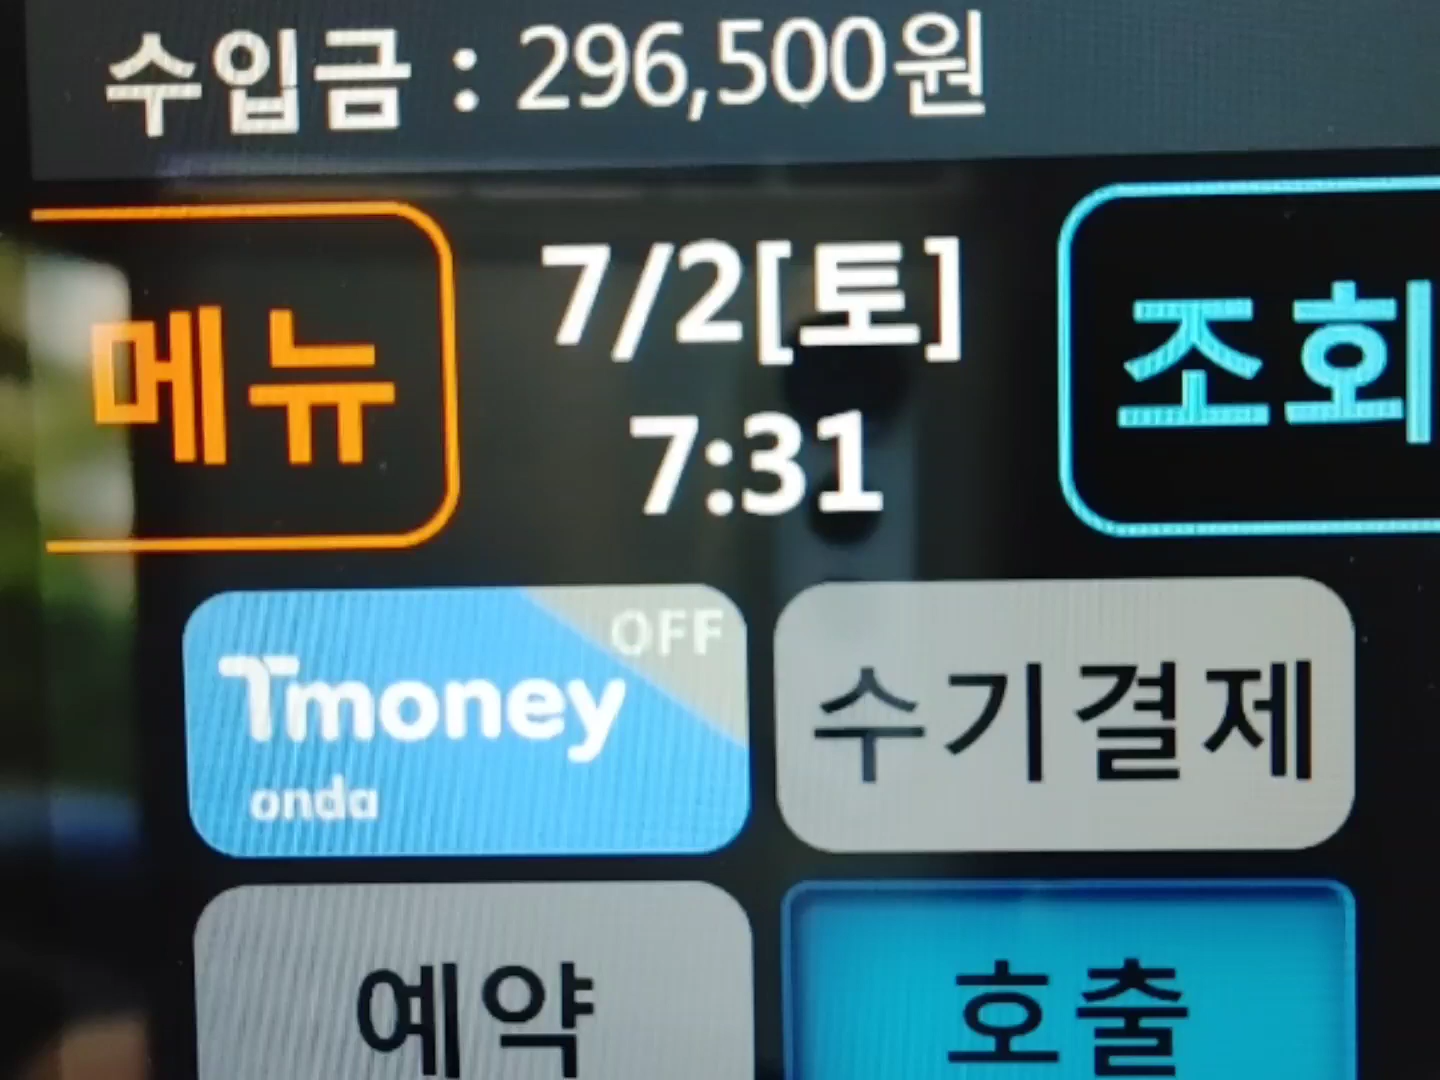 수입금 : 296,500원
메뉴
7/2[토]
7:31
조회
Tmoney
onda
OFF
수기결제
예약
호출